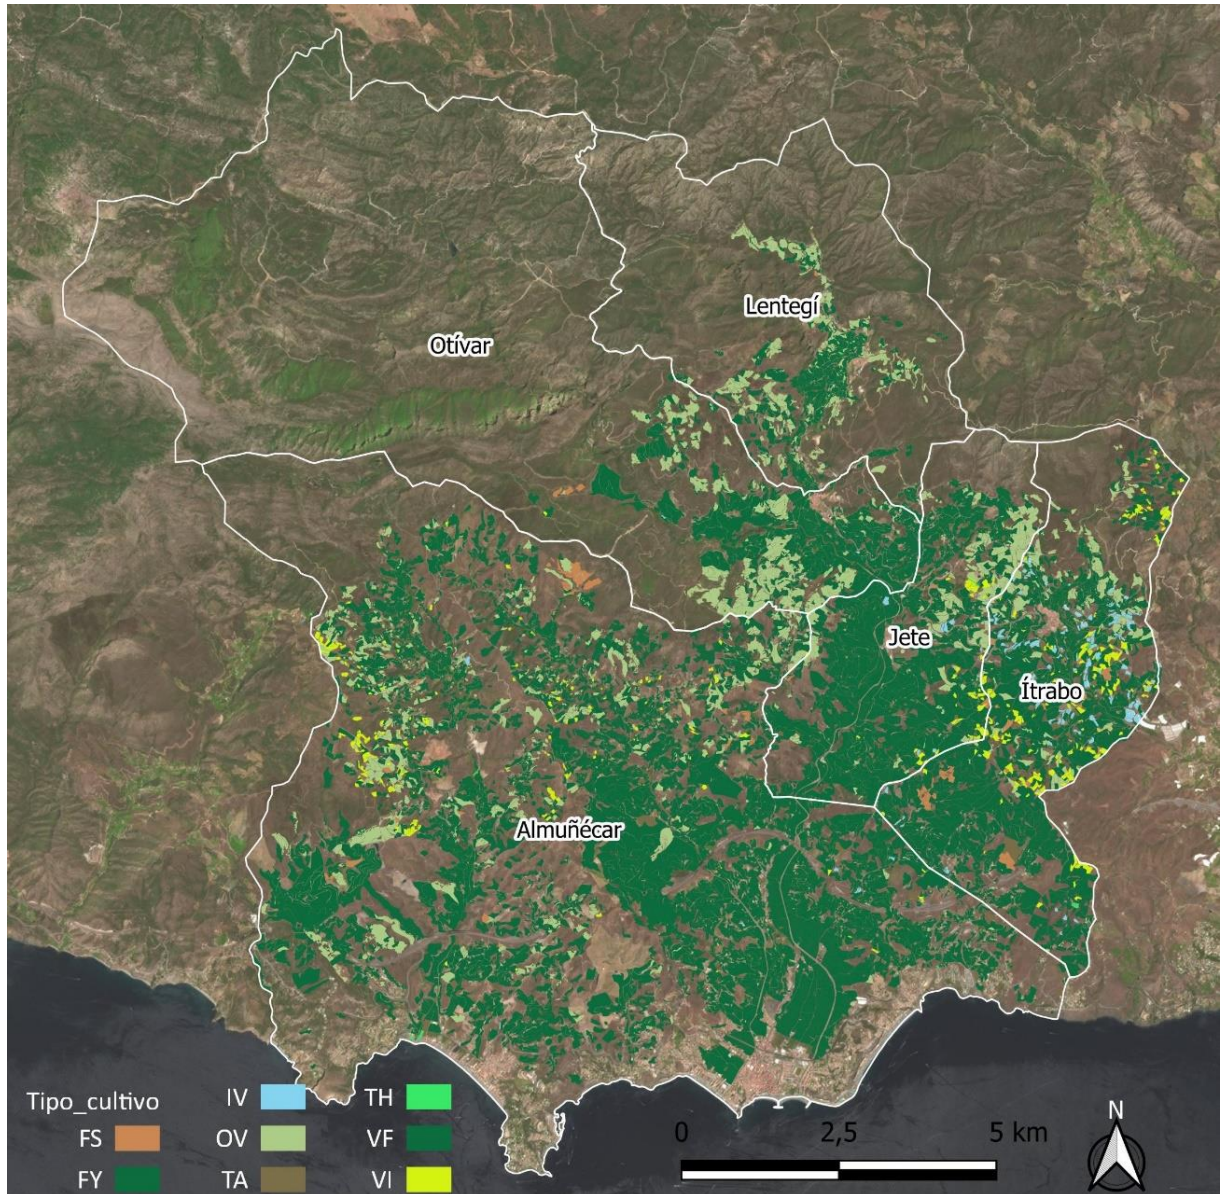 Lentegí
Otívar
Jete
Ítrabo
Almuñécar
Tipo_cultivo
FS
FY
IV
OV
TA
TH
VF
VI
0 2,5 5 km
N